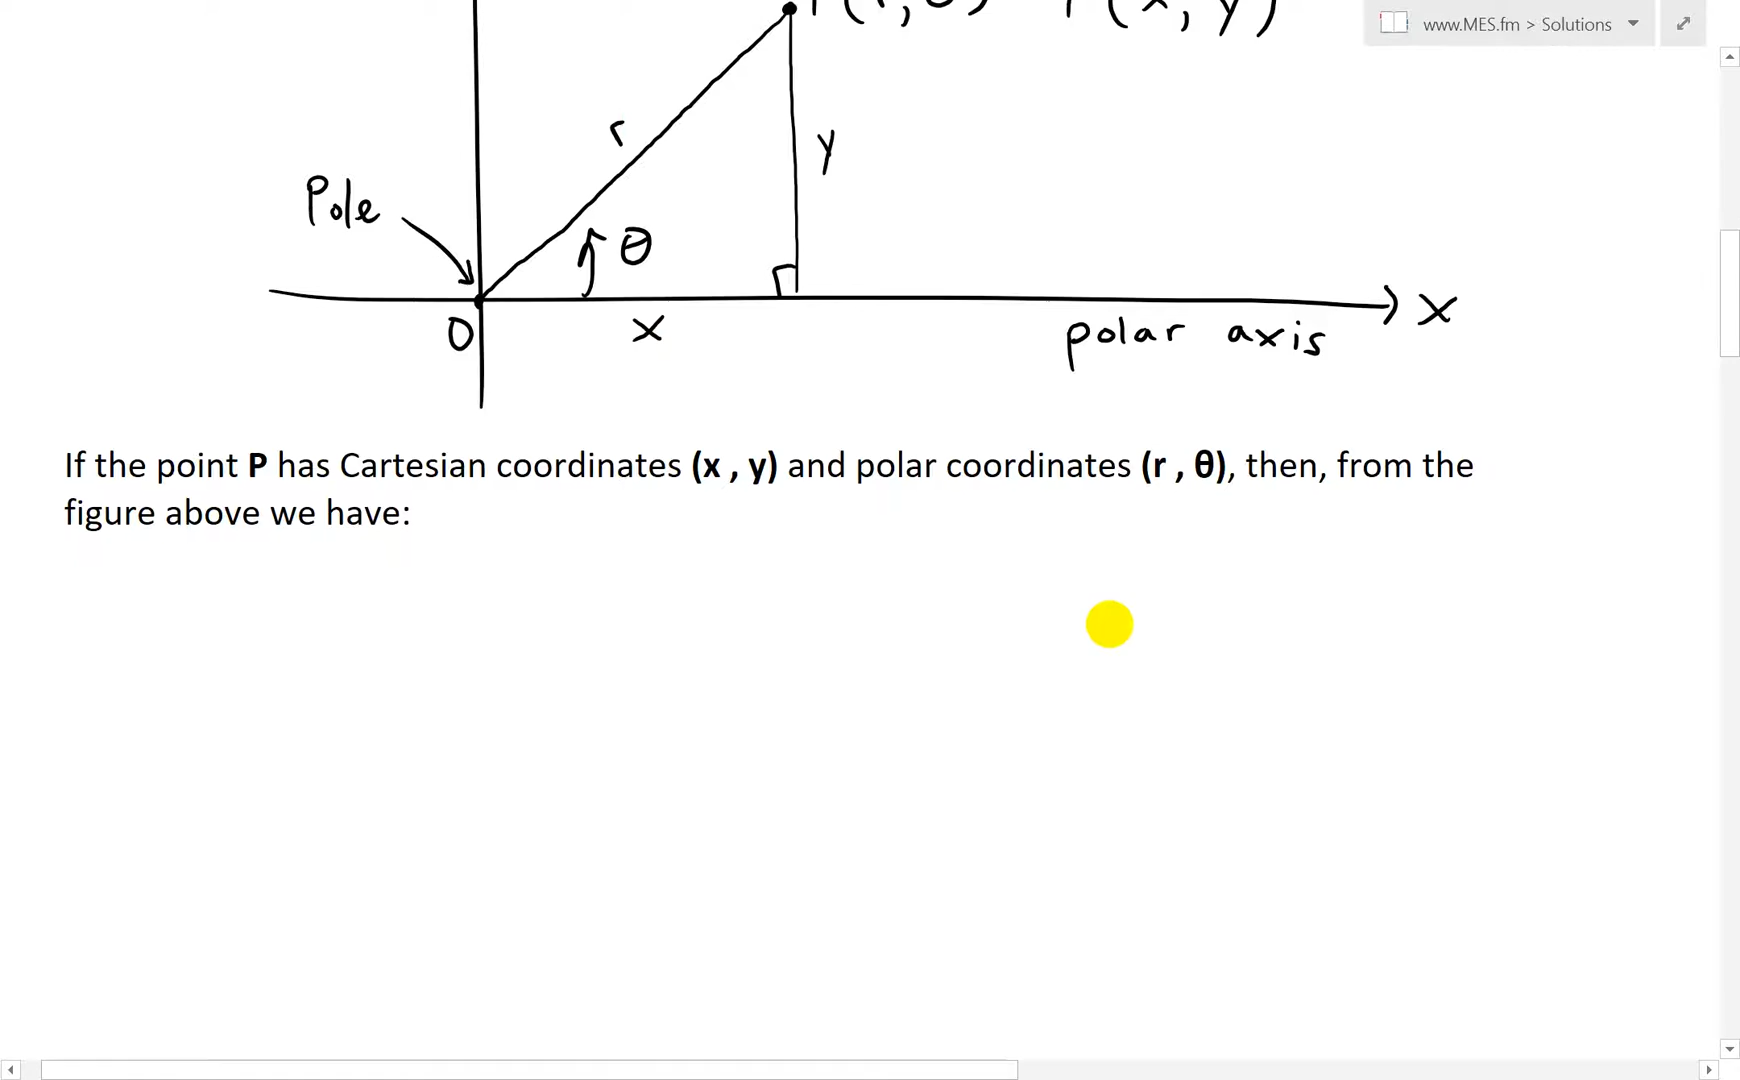 P(r, θ) P(x, y)
www.MES.fm > Solutions
r
y
Pole
θ
O
x
polar axis
X
If the point P has Cartesian coordinates (x , y) and polar coordinates (r , θ), then, from the
figure above we have: